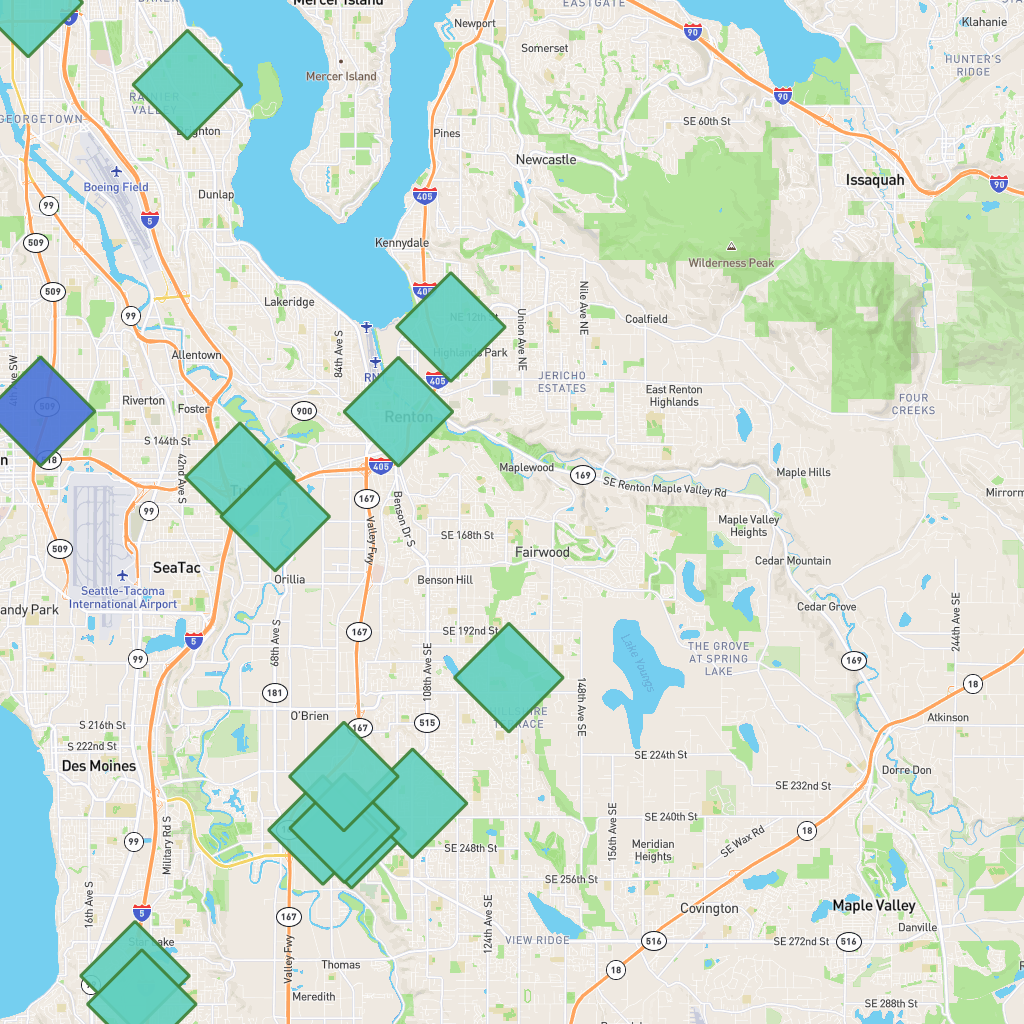 Mercer Island
EASTGATE
5
Newport
Klahanie
90
Somerset
HUNTER'S
RIDGE
Mercer Island
RAINIER
VALLEY
90
GEORGETOWN
SE 60th St
Brighton
Pines
Newcastle
Boeing Field
Issaquah
90
Dunlap
405
99
5
509
Kennydale
Wilderness Peak
509
405
Lakeridge
99
NE 12th St
Union Ave NE
Nile Ave NE
Coalfield
84th Ave S
Allentown
Highlands Park
4th Ave SW
RN
405
JERICHO
ESTATES
East Renton
Highlands
Riverton
Foster
509
900
Renton
FOUR
CREEKS
S 144th St
18
405
Maplewood
169
Maple Hills
42nd Ave S
SE Renton Maple Valley Rd
Mirrorm
167
99
Benson Dr S
Valley Fwy
Maple Valley
Heights
SE 168th St
509
Fairwood
Cedar Mountain
SeaTac
Orillia
Benson Hill
Seattle-Tacoma
International Airport
andy Park
Cedar Grove
244th Ave SE
5
68th Ave S
167
SE 192nd St
Lake Youngs
THE GROVE
AT SPRING
LAKE
99
108th Ave SE
169
181
148th Ave SE
18
S 216th St
O'Brien
167
515
TERRACE
Atkinson
S 222nd St
SE 224th St
Des Moines
Dorre Don
SE 232nd St
Military Rd S
156th Ave SE
SE 240th St
18
99
SE 248th St
Meridian
Heights
SE Wax Rd
SE 256th St
16th Ave S
5
167
124th Ave SE
Covington
Maple Valley
Danville
Star Lake
VIEW RIDGE
516
SE 272nd St
516
Valley Fwy
Thomas
18
Meredith
SE 288th St